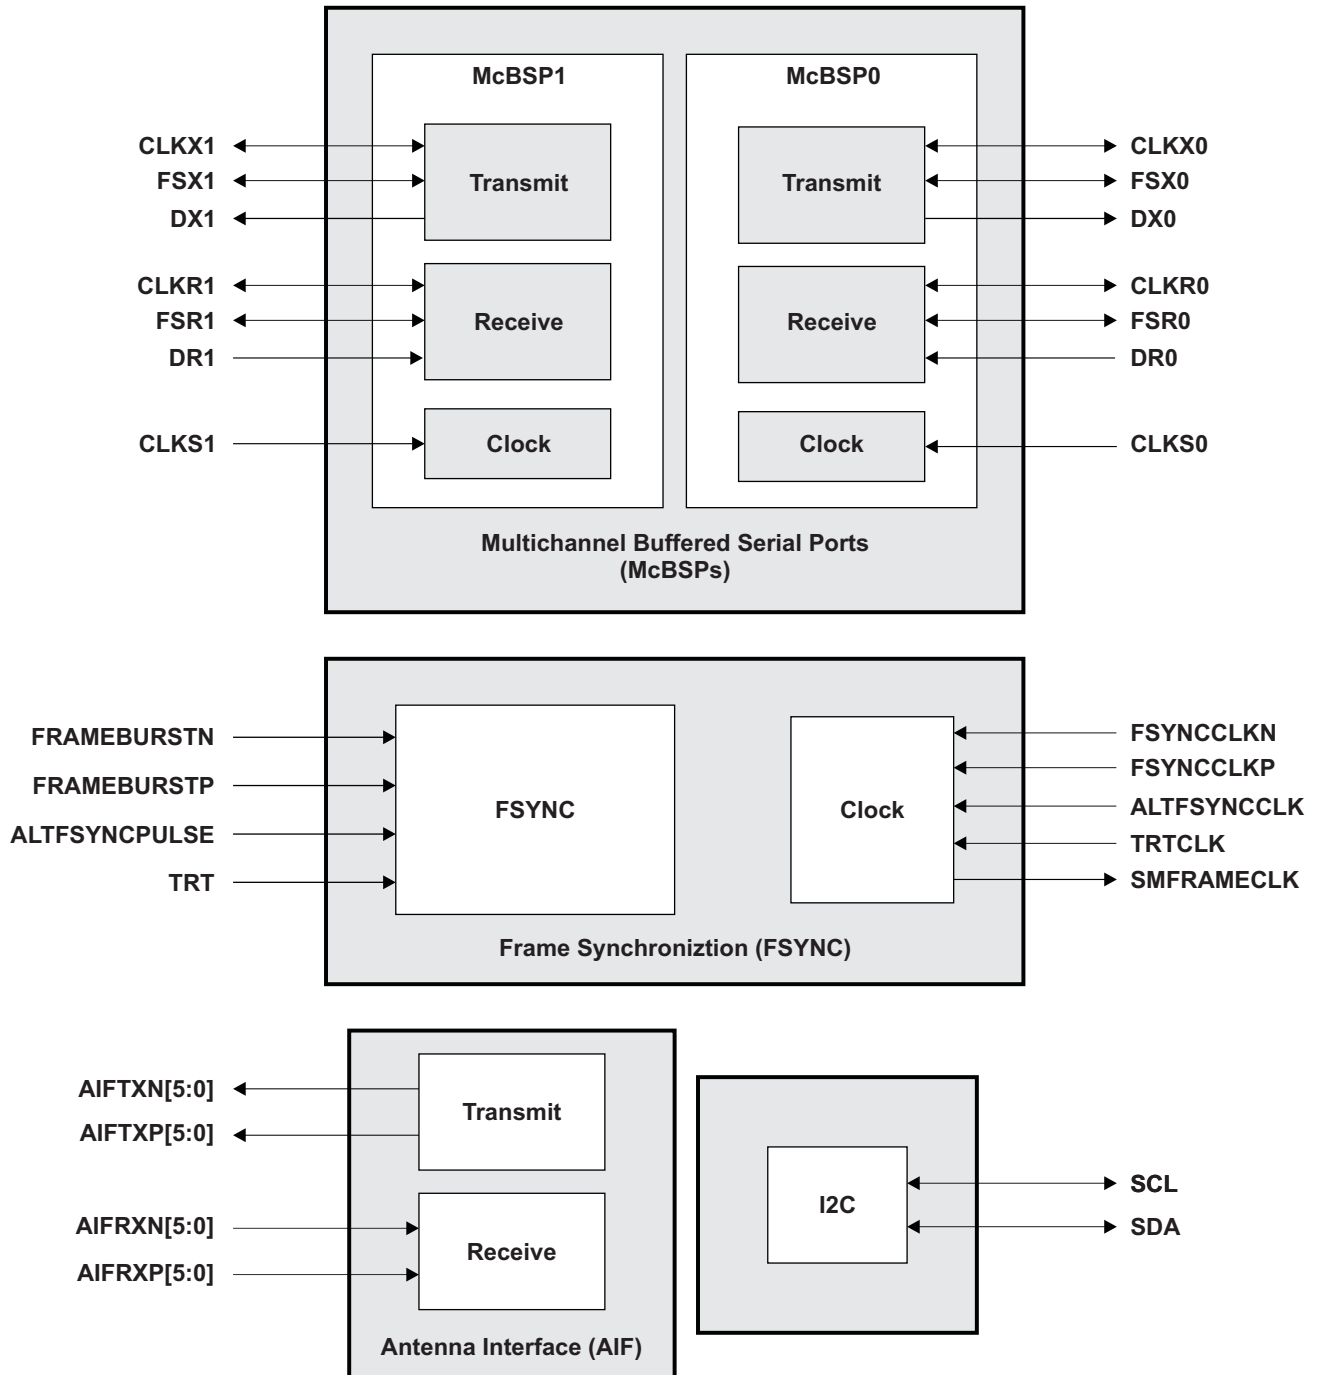 McBSP1
McBSP0
CLKX1
FSX1
DX1
Transmit
Transmit
CLKX0
FSX0
DX0
CLKR1
FSR1
DR1
Receive
Receive
CLKR0
FSR0
DR0
CLKS1
Clock
Clock
CLKS0
Multichannel Buffered Serial Ports
(McBSPs)
FRAMEBURSTN
FRAMEBURSTP
ALTFSYNCPULSE
TRT
FSYNC
Clock
FSYNCCLKN
FSYNCCLKP
ALTFSYNCCLK
TRTCLK
SMFRAMECLK
Frame Synchroniztion (FSYNC)
AIFTXN[5:0]
AIFTXP[5:0]
Transmit
AIFRXN[5:0]
AIFRXP[5:0]
Receive
Antenna Interface (AIF)
I2C
SCL
SDA